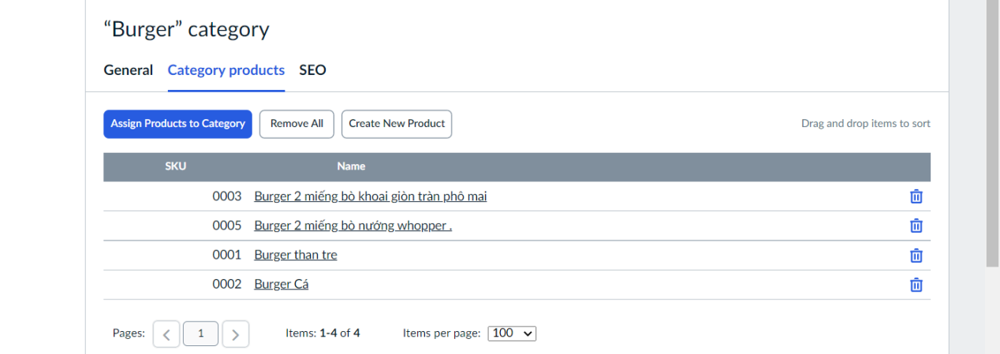 “Burger” category
General Category products SEO
Assign Products to Category Remove All Create New Product Drag and drop items to sort
SKU Name
0003 Burger 2 miếng bò khoai giòn tràn phô mai
0005 Burger 2 miếng bò nướng whopper .
0001 Burger than tre
0002 Burger Cá
Pages: 1 Items: 1-4 of 4 Items per page: 100